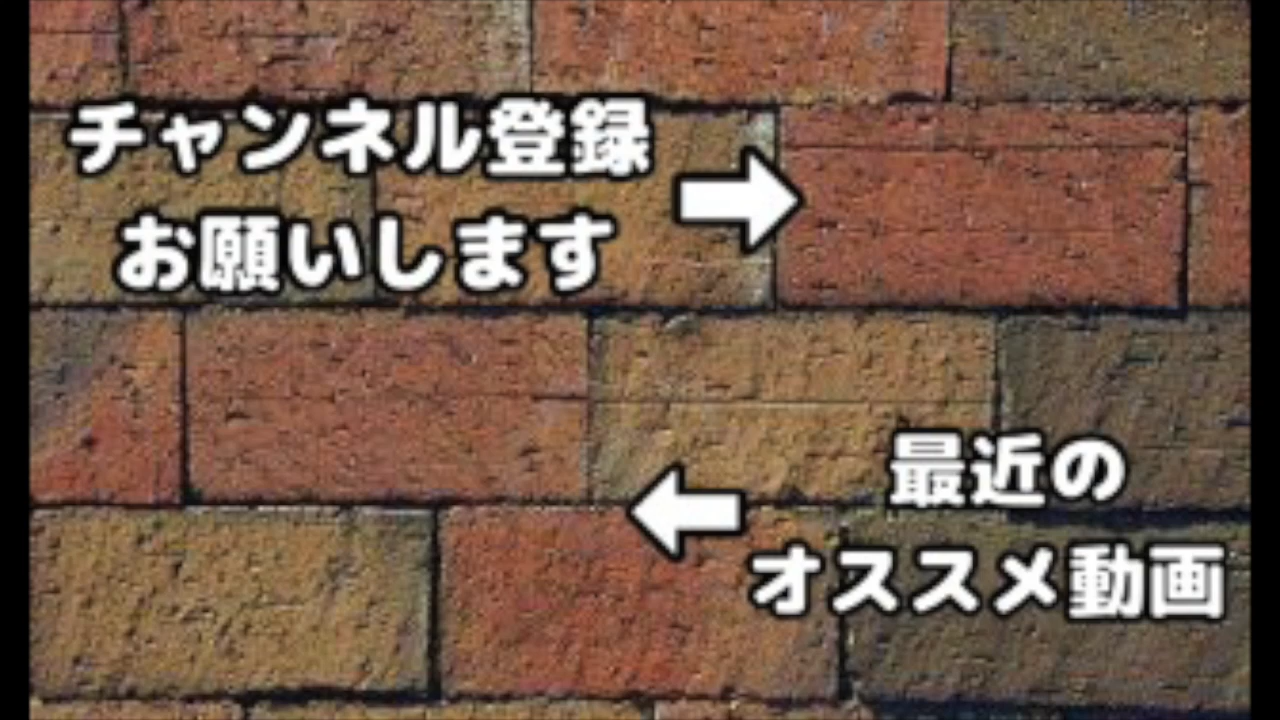 チャンネル登録
お願いします
最近の
オススメ動画